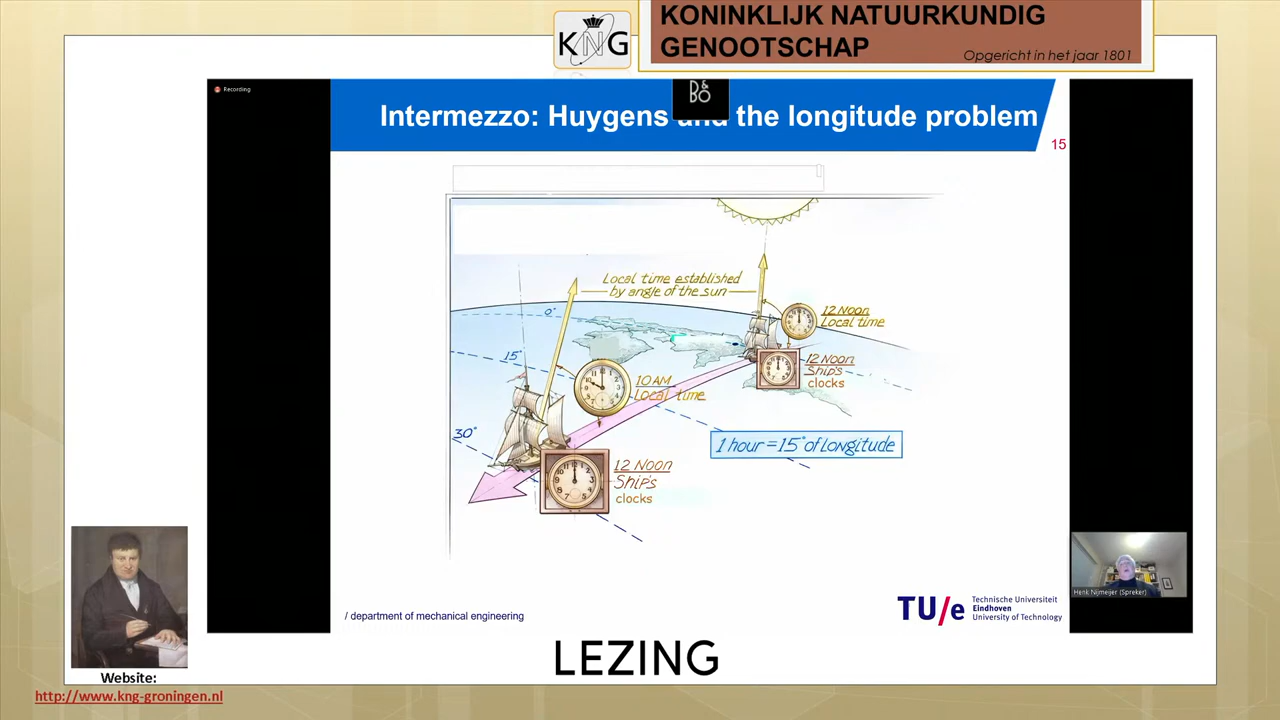 KONINKLIJK NATUURKUNDIG
GENOOTSCHAP
Opgericht in het jaar 1801
KNG
Recording
B&O
Intermezzo: Huygens and the longitude problem
15
Local time established
by angle of the sun
0°
12 Noon
Local time
15°
12 Noon
Ship's
clocks
10 AM
Local time
30°
1 hour = 15° of longitude
12 Noon
Ship's
clocks
Henk Nijmeijer (Spreker)
/ department of mechanical engineering
TU/e
Technische Universiteit
Eindhoven
University of Technology
LEZING
Website:
http://www.kng-groningen.nl